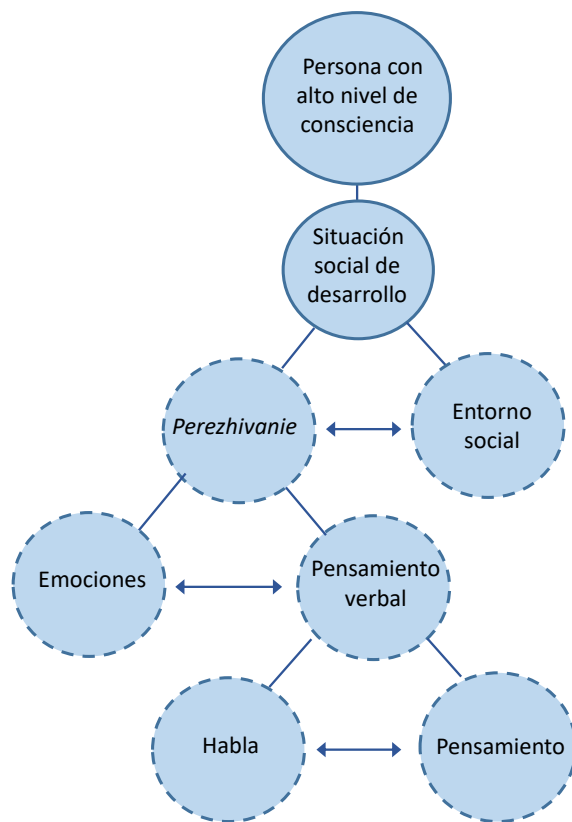 Persona con
alto nivel de
consciencia
Situación
social de
desarrollo
Perezhivanie
Entorno
social
Emociones
Pensamiento
verbal
Habla
Pensamiento